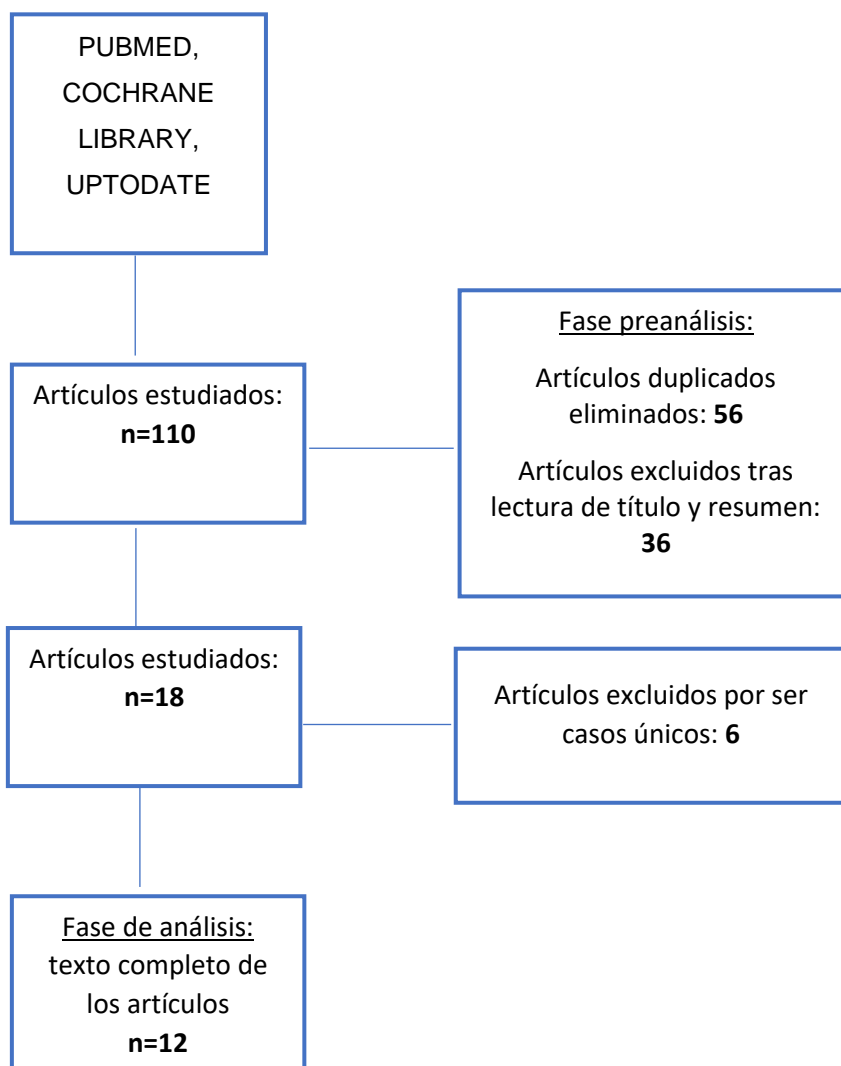 PUBMED,
COCHRANE
LIBRARY,
UPTODATE
Artículos estudiados:
n=110
Fase preanálisis:
Artículos duplicados
eliminados: 56
Artículos excluidos tras
lectura de título y resumen:
36
Artículos estudiados:
n=18
Artículos excluidos por ser
casos únicos: 6
Fase de análisis:
texto completo de
los artículos
n=12